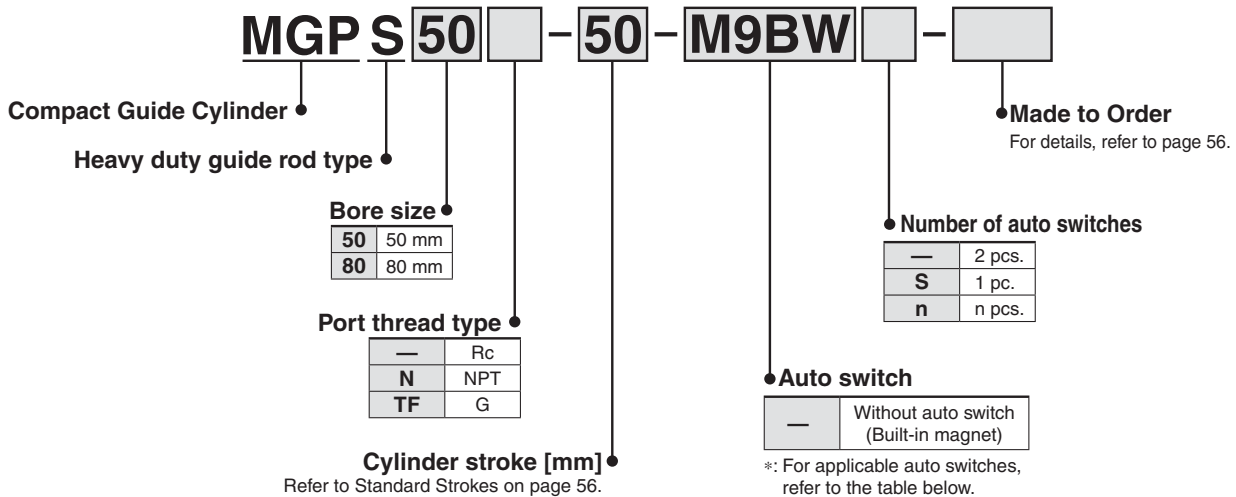 MGP S 50 – 50 – M9BW –
Compact Guide Cylinder
Heavy duty guide rod type
Bore size
50 50 mm
80 80 mm
Port thread type
— Rc
N NPT
TF G
Cylinder stroke [mm]
Refer to Standard Strokes on page 56.
Made to Order
For details, refer to page 56.
Number of auto switches
— 2 pcs.
S 1 pc.
n n pcs.
Auto switch
— Without auto switch
(Built-in magnet)
*: For applicable auto switches,
refer to the table below.